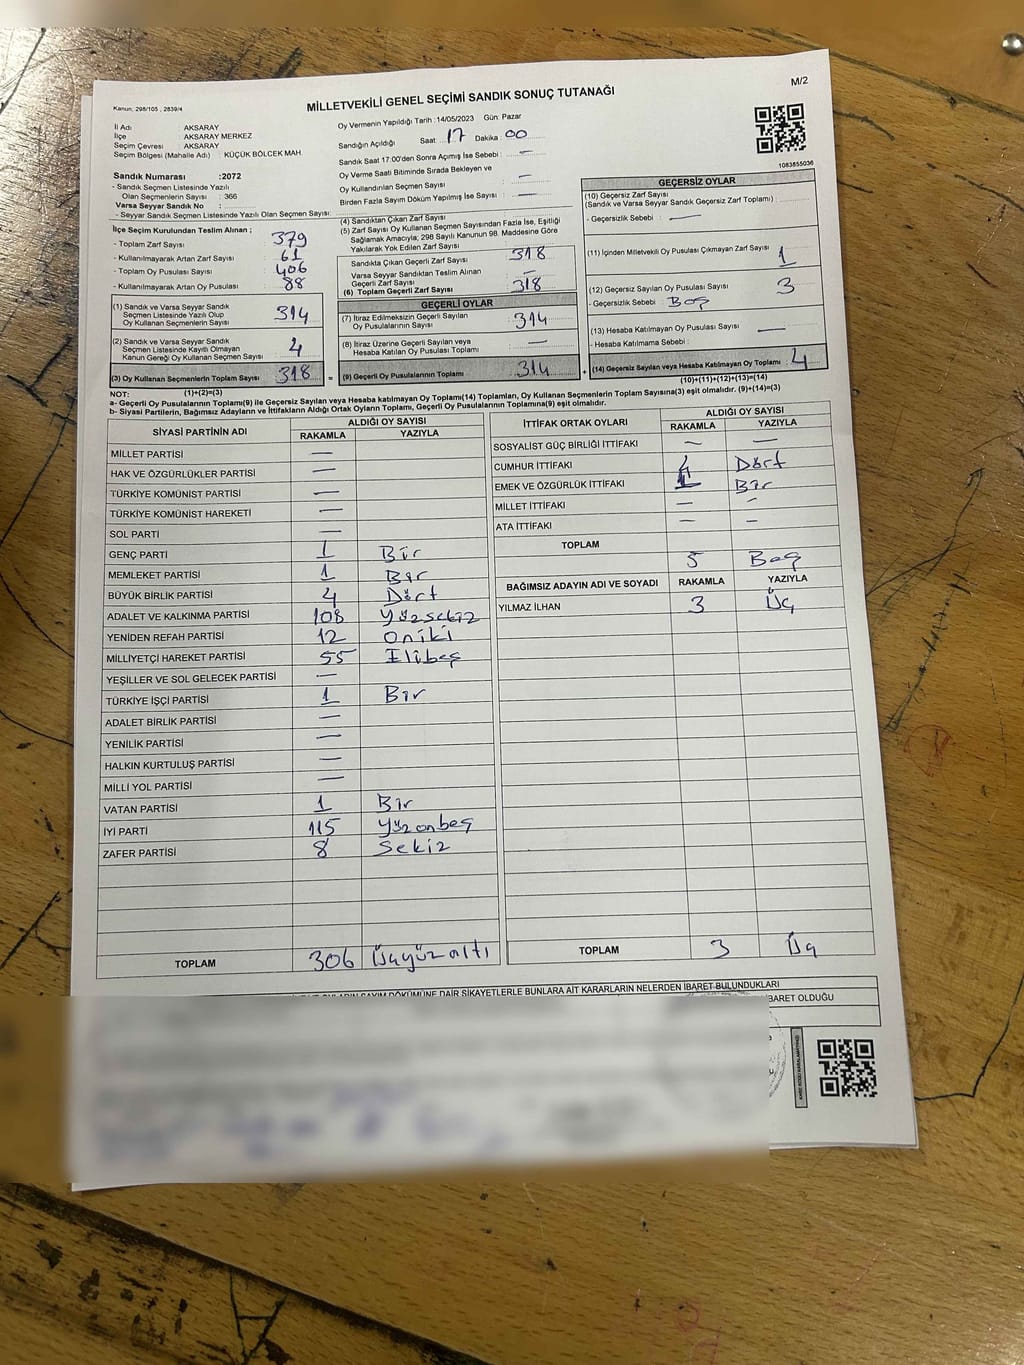 M/2
Kanun: 298/105 , 2839/4
MİLLETVEKİLİ GENEL SEÇİMİ SANDIK SONUÇ TUTANAĞI
İl Adı : AKSARAY
İlçe : AKSARAY MERKEZ
Seçim Çevresi : AKSARAY
Seçim Bölgesi (Mahalle Adı) : KÜÇÜK BÖLCEK MAH.
Sandık Numarası :2072
- Sandık Seçmen Listesinde Yazılı
Olan Seçmenlerin Sayısı : 366
Varsa Seyyar Sandık No :
- Seyyar Sandık Seçmen Listesinde Yazılı Olan Seçmen Sayısı:
İlçe Seçim Kurulundan Teslim Alınan ;
- Toplam Zarf Sayısı : 379
- Kullanılmayarak Artan Zarf Sayısı : 61
- Toplam Oy Pusulası Sayısı : 406
- Kullanılmayarak Artan Oy Pusulası : 88
(1) Sandık ve Varsa Seyyar Sandık
Seçmen Listesinde Yazılı Olup
Oy Kullanan Seçmenlerin Sayısı 314
(2) Sandık ve Varsa Seyyar Sandık
Seçmen Listesinde Kayıtlı Olmayan
Kanun Gereği Oy Kullanan Seçmen Sayısı 4
(3) Oy Kullanan Seçmenlerin Toplam Sayısı 318
(1)+(2)=(3)
Oy Vermenin Yapıldığı Tarih :14/05/2023 Gün: Pazar
Sandığın Açıldığı Saat: 17 Dakika : 00
Sandık Saat 17:00'den Sonra Açımış İse Sebebi : —
Oy Verme Saati Bitiminde Sırada Bekleyen ve
Oy Kullandırılan Seçmen Sayısı : —
Birden Fazla Sayım Döküm Yapılmış İse Sayısı : —
(4) Sandıktan Çıkan Zarf Sayısı
(5) Zarf Sayısı Oy Kullanan Seçmen Sayısından Fazla İse, Eşitliği
Sağlamak Amacıyla; 298 Sayılı Kanunun 98. Maddesine Göre
Yakılarak Yok Edilen Zarf Sayısı :
Sandıkta Çıkan Geçerli Zarf Sayısı 318
Varsa Seyyar Sandıktan Teslim Alınan —
(6) Toplam Geçerli Zarf Sayısı : 318
GEÇERLİ OYLAR
(7) İtiraz Edilmeksizin Geçerli Sayılan
Oy Pusulalarının Sayısı : 314
(8) İtiraz Üzerine Geçerli Sayılan veya
Hesaba Katılan Oy Pusulası Toplamı : —
(9) Geçerli Oy Pusulalarının Toplamı : 314
1083855036
GEÇERSİZ OYLAR
(10) Geçersiz Zarf Sayısı
(Sandık ve Varsa Seyyar Sandık Geçersiz Zarf Toplamı) :
- Geçersizlik Sebebi : —
(11) İçinden Milletvekili Oy Pusulası Çıkmayan Zarf Sayısı : 1
(12) Geçersiz Sayılan Oy Pusulası Sayısı : 3
- Geçersizlik Sebebi : Boş
(13) Hesaba Katılmayan Oy Pusulası Sayısı : —
- Hesaba Katılmama Sebebi :
(14) Geçersiz Sayılan veya Hesaba Katılmayan Oy Toplamı : 4
(10)+(11)+(12)+(13)=(14)
NOT:
a- Geçerli Oy Pusulasının Toplamı(9) ile Geçersiz Sayılan veya Hesaba katılmayan Oy Toplamı(14) Toplamları, Oy Kullanan Seçmenlerin Toplam Sayısına(3) eşit olmalıdır. (9)+(14)=(3)
b- Siyasi Partilerin, Bağımsız Adayların ve İttifakların Aldığı Ortak Oyların Toplamı, Geçerli Oy Pusulasının Toplamına(9) eşit olmalıdır.
SİYASİ PARTİNİN ADI ALDIĞI OY SAYISI
RAKAMLA YAZIYLA
MİLLET PARTİSİ —
HAK VE ÖZGÜRLÜKLER PARTİSİ —
TÜRKİYE KOMÜNİST PARTİSİ —
TÜRKİYE KOMÜNİST HAREKETİ —
SOL PARTİ —
GENÇ PARTİ 1 Bir
MEMLEKET PARTİSİ 1 Bir
BÜYÜK BİRLİK PARTİSİ 4 Dört
ADALET VE KALKINMA PARTİSİ 108 Yüzsekiz
YENİDEN REFAH PARTİSİ 12 Oniki
MİLLİYETÇİ HAREKET PARTİSİ 55 Ellibeş
YEŞİLLER VE SOL GELECEK PARTİSİ —
TÜRKİYE İŞÇİ PARTİSİ 1 Bir
ADALET BİRLİK PARTİSİ —
YENİLİK PARTİSİ —
HALKIN KURTULUŞ PARTİSİ —
MİLLİ YOL PARTİSİ —
VATAN PARTİSİ 1 Bir
İYİ PARTİ 115 Yüzonbeş
ZAFER PARTİSİ 8 Sekiz
TOPLAM 306 Üçyüzaltı
İTTİFAK ORTAK OYLARI ALDIĞI OY SAYISI
RAKAMLA YAZIYLA
SOSYALİST GÜÇ BİRLİĞİ İTTİFAKI — —
CUMHUR İTTİFAKI 4 Dört
EMEK VE ÖZGÜRLÜK İTTİFAKI 1 Bir
MİLLET İTTİFAKI — —
ATA İTTİFAKI — —
TOPLAM 5 Beş
BAĞIMSIZ ADAYIN ADI VE SOYADI RAKAMLA YAZIYLA
YILMAZ İLHAN 3 Üç
TOPLAM 3 Üç
SAYIM DÖKÜMÜNE DAİR ŞİKAYETLERLE BUNLARA AİT KARARLARIN NELERDEN İBARET BULUNDUKLARI
İBARET OLDUĞU